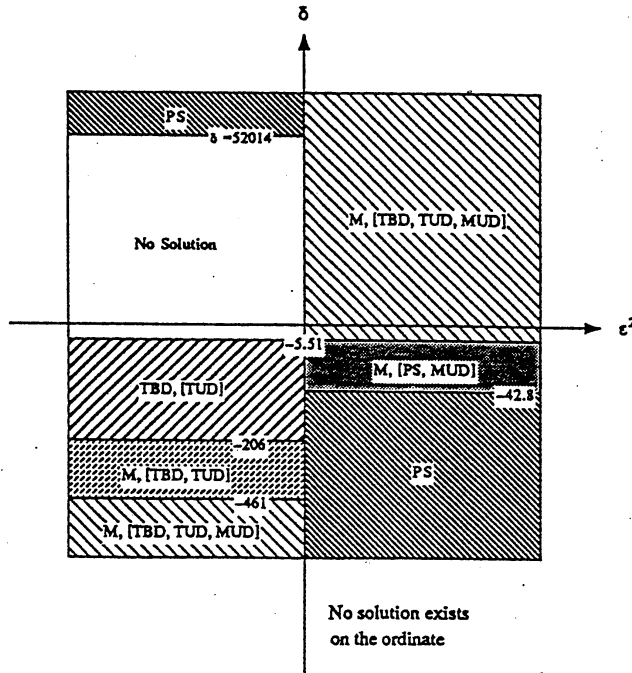 δ
PS
δ =52014
M, [TBD, TUD, MUD]
No Solution
ε²
-5.51
M, [PS, MUD]
TBD, [TUD]
-42.8
-206
M, [TBD, TUD]
PS
-461
M, [TBD, TUD, MUD]
No solution exists
on the ordinate